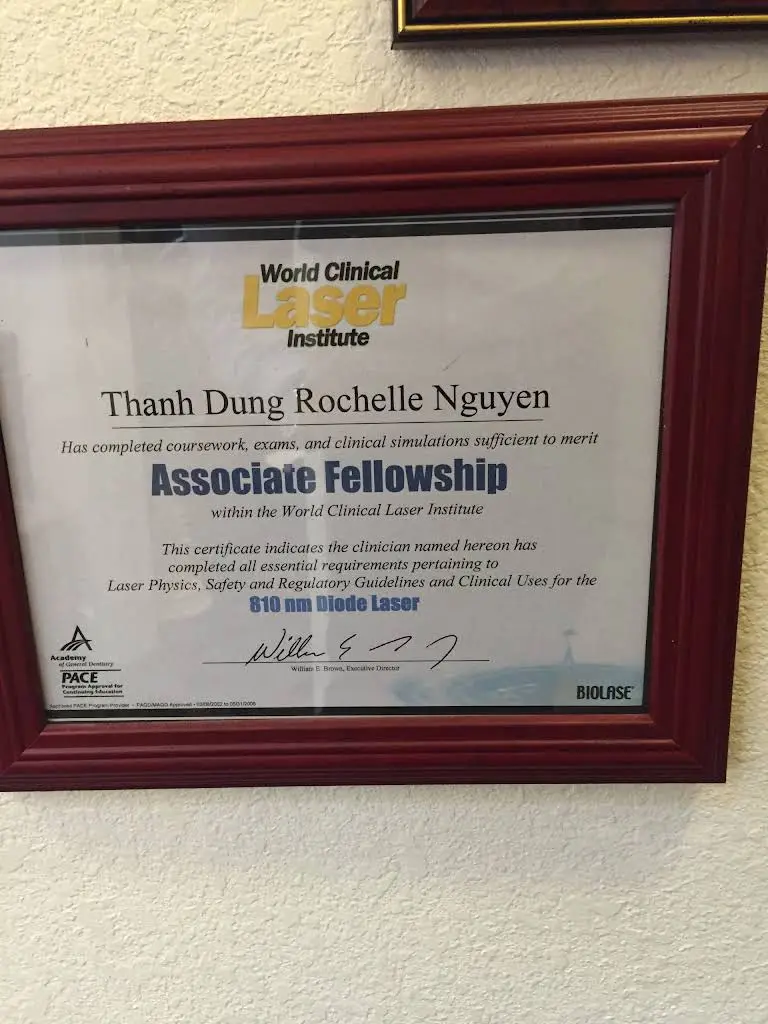 World Clinical
Laser
Institute
Thanh Dung Rochelle Nguyen
Has completed coursework, exams, and clinical simulations sufficient to merit
Associate Fellowship
within the World Clinical Laser Institute
This certificate indicates the clinician named hereon has
completed all essential requirements pertaining to
Laser Physics, Safety and Regulatory Guidelines and Clinical Uses for the
810 nm Diode Laser
William E. Brown, Executive Director
Academy
of General Dentistry
PACE
Program Approval for
Continuing Education
BIOLASE